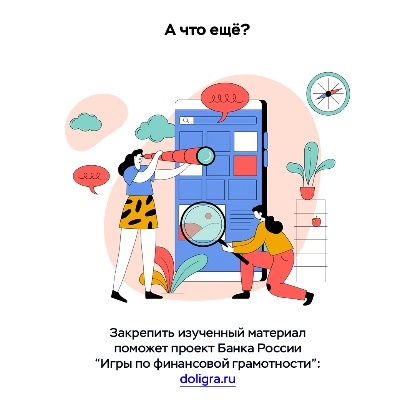 А что ещё?
Закрепить изученный материал
поможет проект Банка России
“Игры по финансовой грамотности”:
doligra.ru